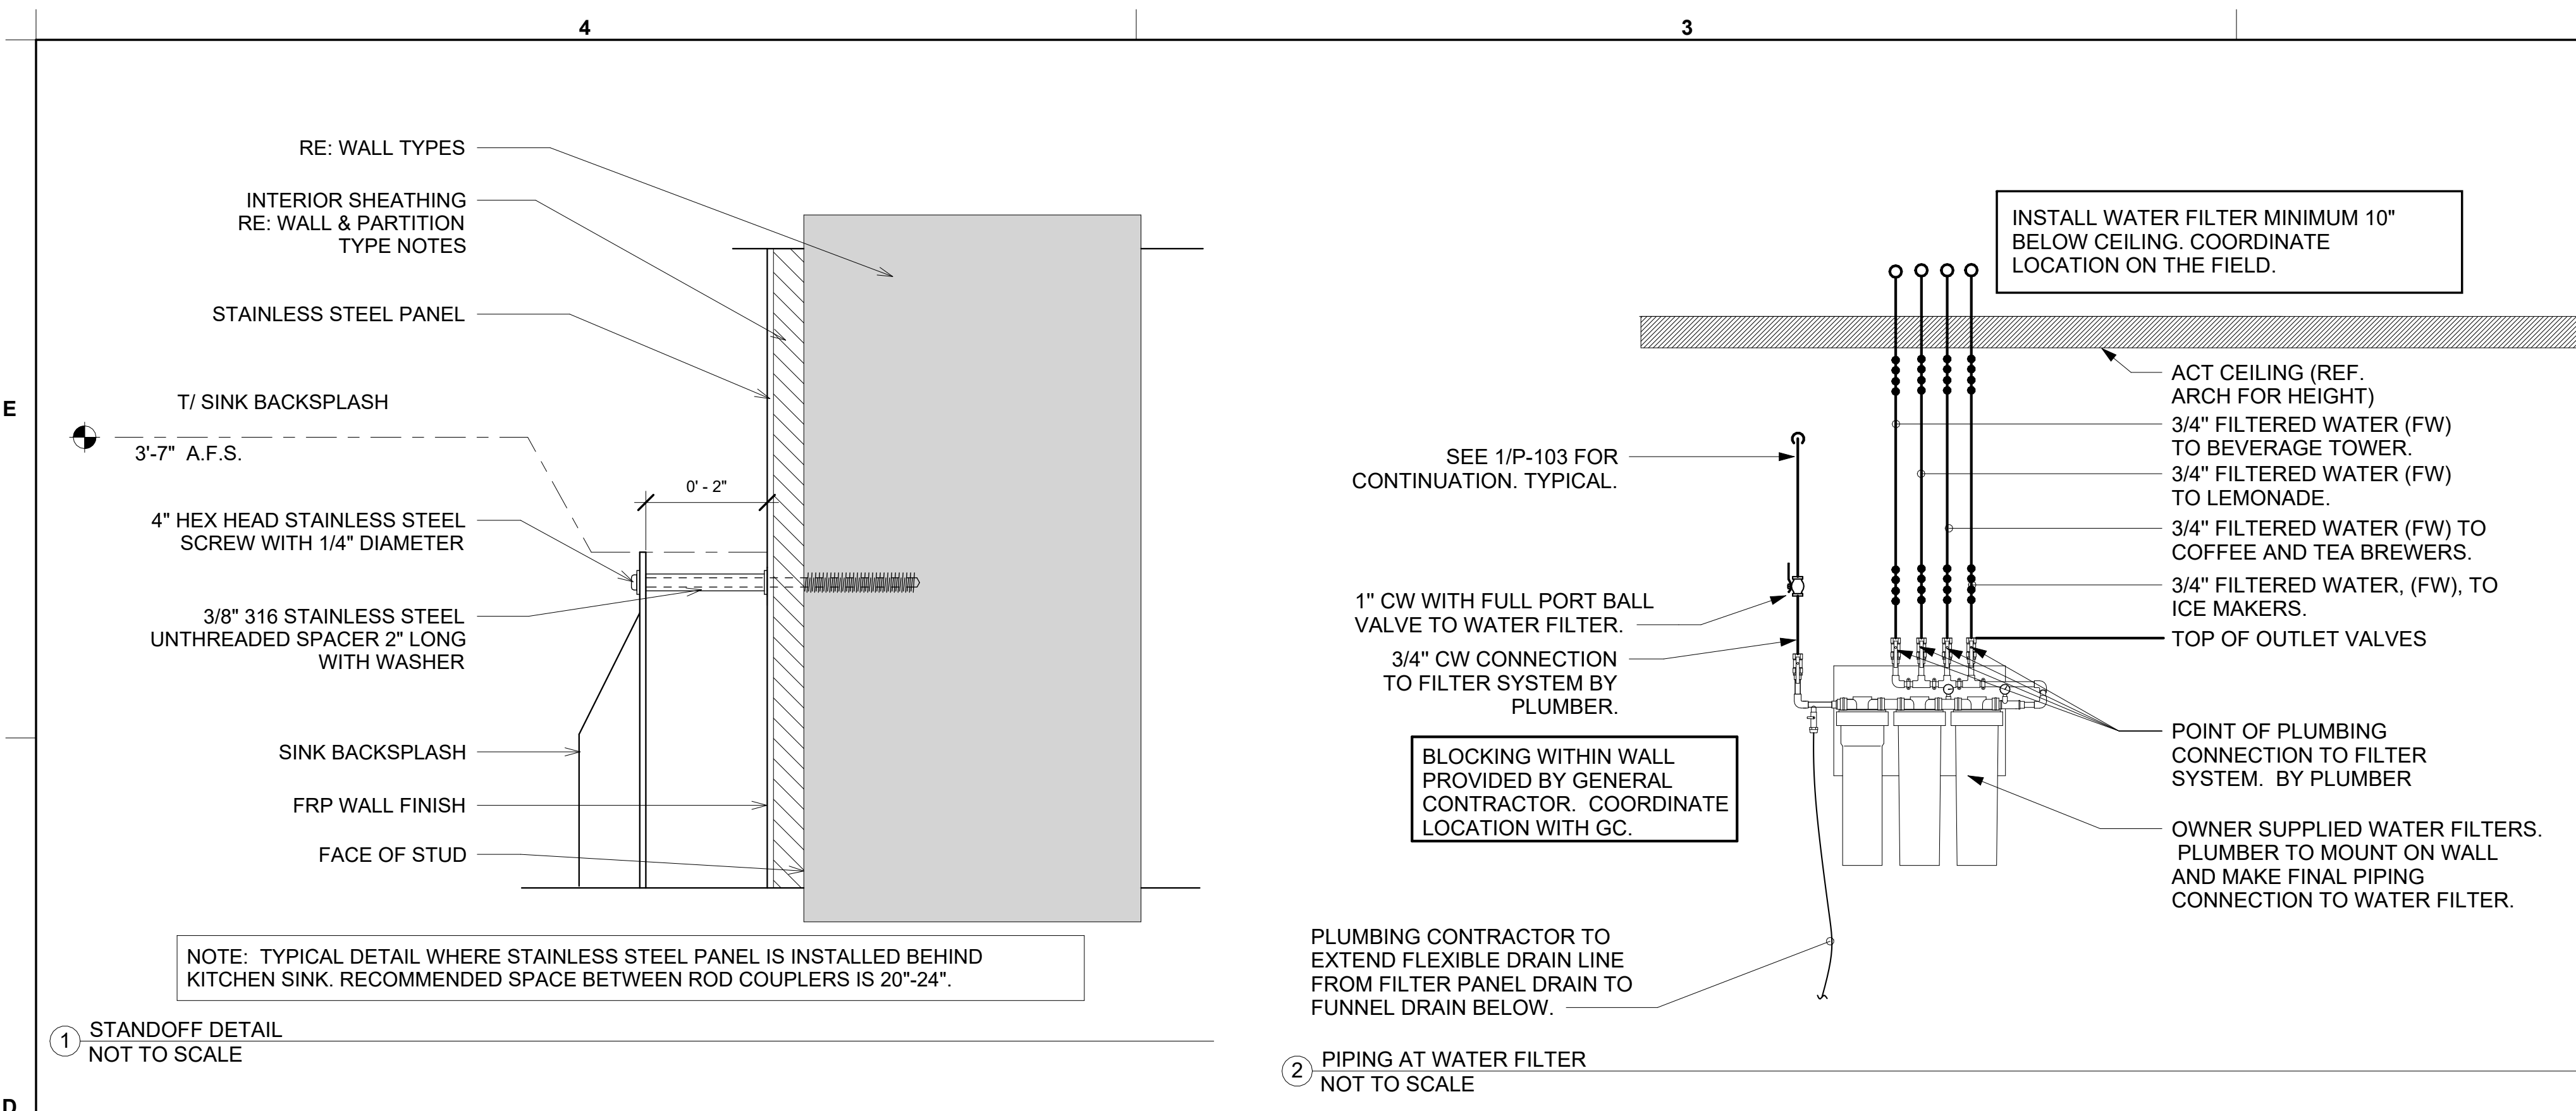 4
3
E
D
RE: WALL TYPES
INTERIOR SHEATHING
RE: WALL & PARTITION
TYPE NOTES
STAINLESS STEEL PANEL
T/ SINK BACKSPLASH
3'-7" A.F.S.
0' - 2"
4" HEX HEAD STAINLESS STEEL
SCREW WITH 1/4" DIAMETER
3/8" 316 STAINLESS STEEL
UNTHREADED SPACER 2" LONG
WITH WASHER
SINK BACKSPLASH
FRP WALL FINISH
FACE OF STUD
NOTE: TYPICAL DETAIL WHERE STAINLESS STEEL PANEL IS INSTALLED BEHIND
KITCHEN SINK. RECOMMENDED SPACE BETWEEN ROD COUPLERS IS 20"-24".
1
STANDOFF DETAIL
NOT TO SCALE
INSTALL WATER FILTER MINIMUM 10"
BELOW CEILING. COORDINATE
LOCATION ON THE FIELD.
SEE 1/P-103 FOR
CONTINUATION. TYPICAL.
1" CW WITH FULL PORT BALL
VALVE TO WATER FILTER.
3/4" CW CONNECTION
TO FILTER SYSTEM BY
PLUMBER.
BLOCKING WITHIN WALL
PROVIDED BY GENERAL
CONTRACTOR. COORDINATE
LOCATION WITH GC.
PLUMBING CONTRACTOR TO
EXTEND FLEXIBLE DRAIN LINE
FROM FILTER PANEL DRAIN TO
FUNNEL DRAIN BELOW.
ACT CEILING (REF.
ARCH FOR HEIGHT)
3/4" FILTERED WATER (FW)
TO BEVERAGE TOWER.
3/4" FILTERED WATER (FW)
TO LEMONADE.
3/4" FILTERED WATER (FW) TO
COFFEE AND TEA BREWERS.
3/4" FILTERED WATER, (FW), TO
ICE MAKERS.
TOP OF OUTLET VALVES
POINT OF PLUMBING
CONNECTION TO FILTER
SYSTEM. BY PLUMBER
OWNER SUPPLIED WATER FILTERS.
PLUMBER TO MOUNT ON WALL
AND MAKE FINAL PIPING
CONNECTION TO WATER FILTER.
2
PIPING AT WATER FILTER
NOT TO SCALE